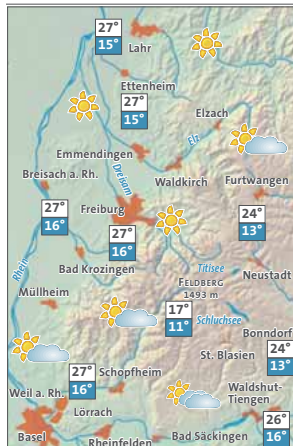 27°
15°
Lahr
Ettenheim
27°
15°
Elzach
Elz
Emmendingen
Dreisam
Breisach a. Rh.
Waldkirch
Furtwangen
27°
16°
Freiburg
24°
13°
27°
16°
Rhein
Bad Krozingen
Titisee
Neustadt
FELDBERG
1493 m
Müllheim
17°
11°
Schluchsee
Bonndorf
St. Blasien
24°
13°
27°
16°
Schopfheim
Weil a. Rh.
Waldshut-
Tiengen
Lörrach
26°
16°
Basel
Rheinfelden
Bad Säckingen